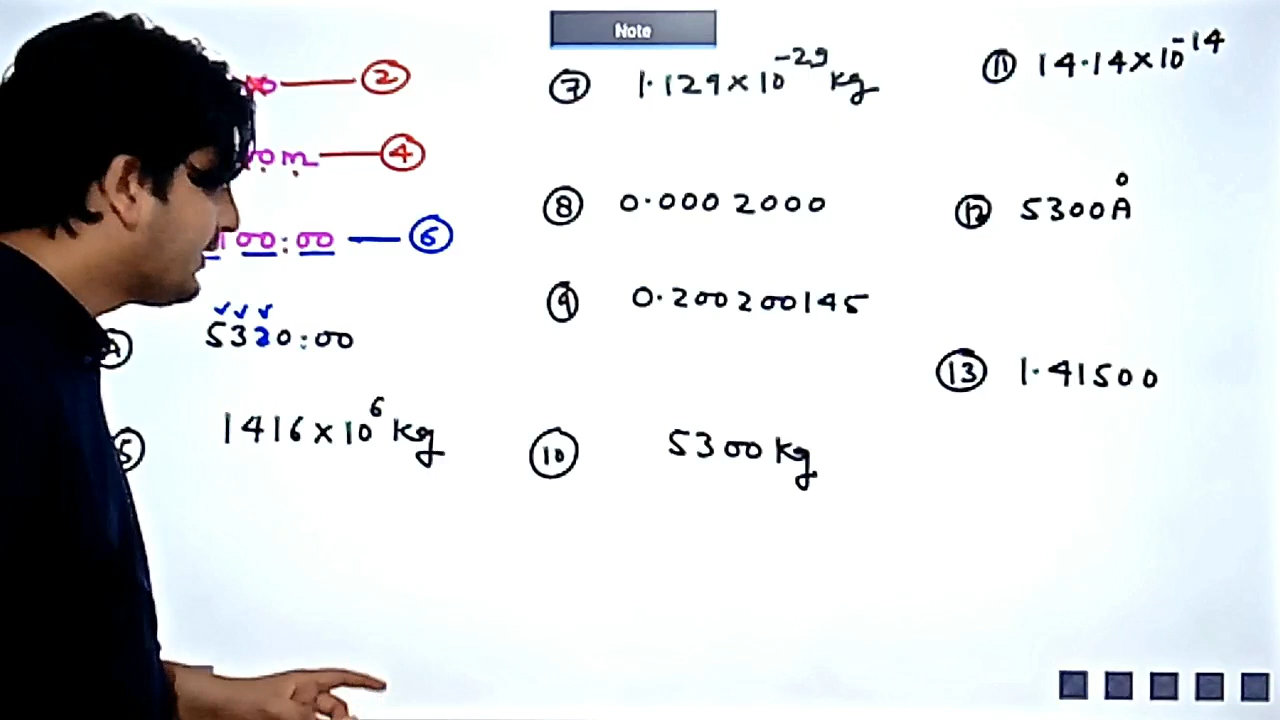 Note
②
m ④
00:00 ⑥
5320:00
⑤ 1416×10⁶ kg
⑦ 1.129×10⁻²⁹ kg
⑧ 0.0002000
⑨ 0.200200145
⑩ 5300 kg
⑪ 14.14×10⁻¹⁴
⑫ 5300Å
⑬ 1.41500